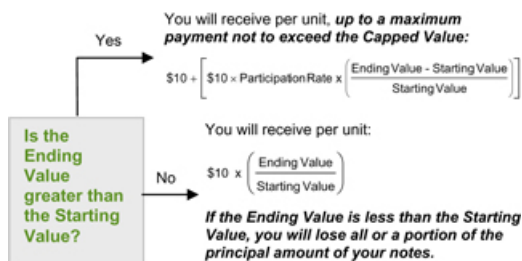 You will receive per unit, up to a maximum
payment not to exceed the Capped Value:
Yes
$10 + [ $10 × Participation Rate x ( Ending Value - Starting Value / Starting Value ) ]
Is the
Ending
Value
greater than
the Starting
Value?
No
You will receive per unit:
$10 x ( Ending Value / Starting Value )
If the Ending Value is less than the Starting
Value, you will lose all or a portion of the
principal amount of your notes.